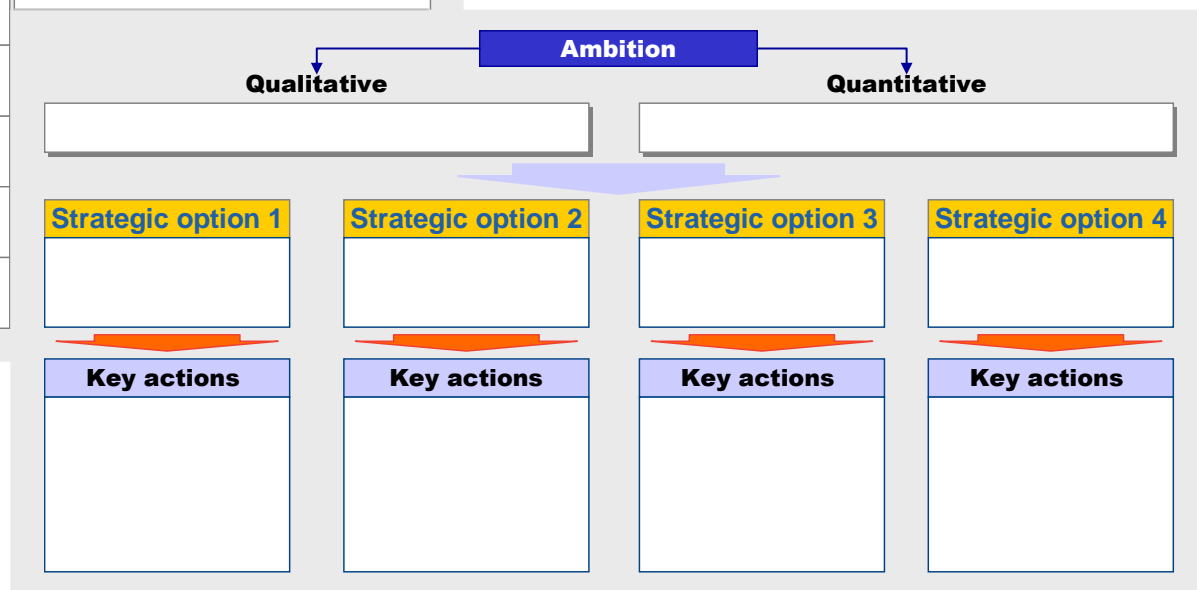 Ambition
Qualitative
Quantitative
Strategic option 1
Strategic option 2
Strategic option 3
Strategic option 4
Key actions
Key actions
Key actions
Key actions